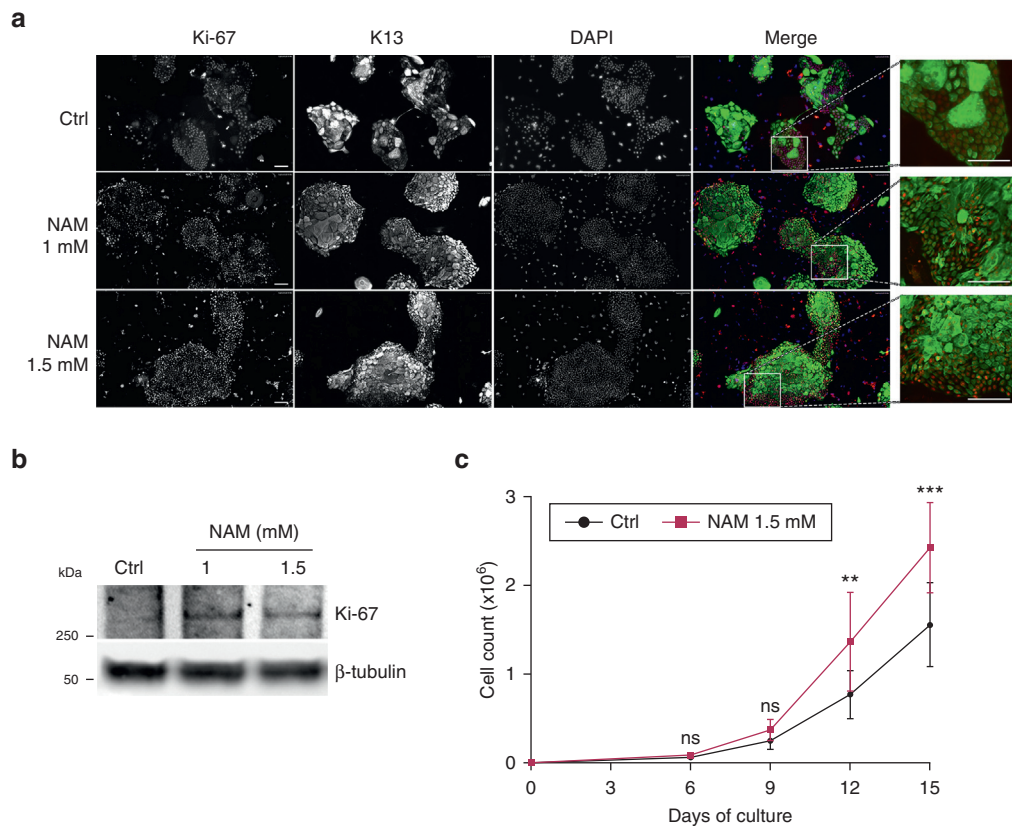 a
Ki-67 K13 DAPI Merge
Ctrl
NAM
1 mM
NAM
1.5 mM
b
NAM (mM)
kDa Ctrl 1 1.5
Ki-67
250
β-tubulin
50
c
3
2
1
0
Cell count (x10⁶)
Ctrl NAM 1.5 mM
ns ns ** ***
0 3 6 9 12 15
Days of culture